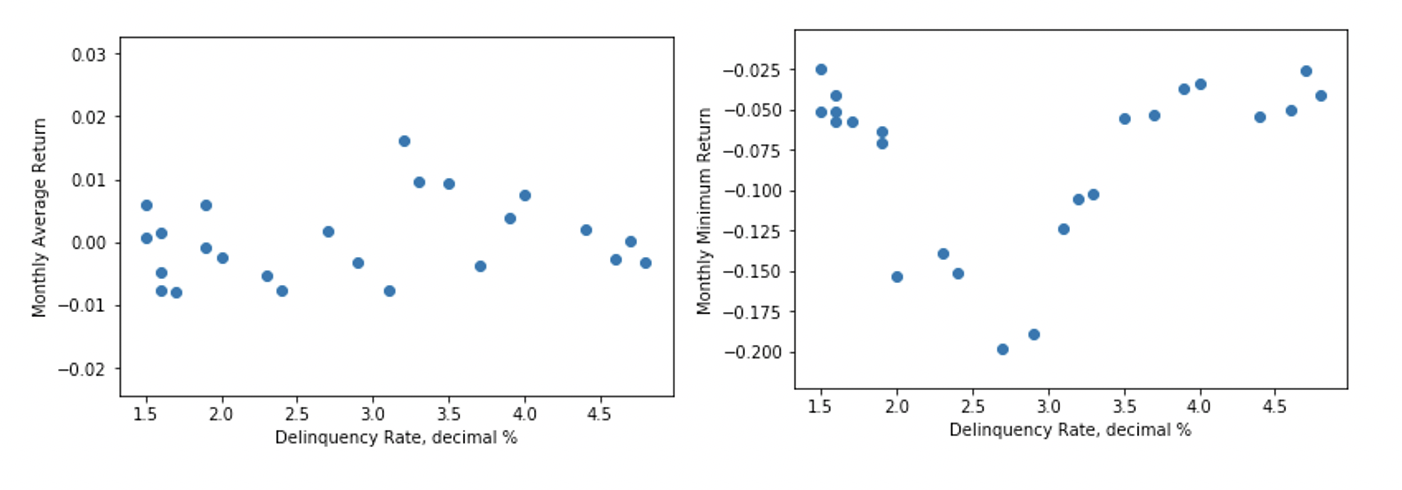 0.03
0.02
0.01
0.00
−0.01
−0.02
Monthly Average Return
1.5 2.0 2.5 3.0 3.5 4.0 4.5
Delinquency Rate, decimal %
−0.025
−0.050
−0.075
−0.100
−0.125
−0.150
−0.175
−0.200
Monthly Minimum Return
1.5 2.0 2.5 3.0 3.5 4.0 4.5
Delinquency Rate, decimal %